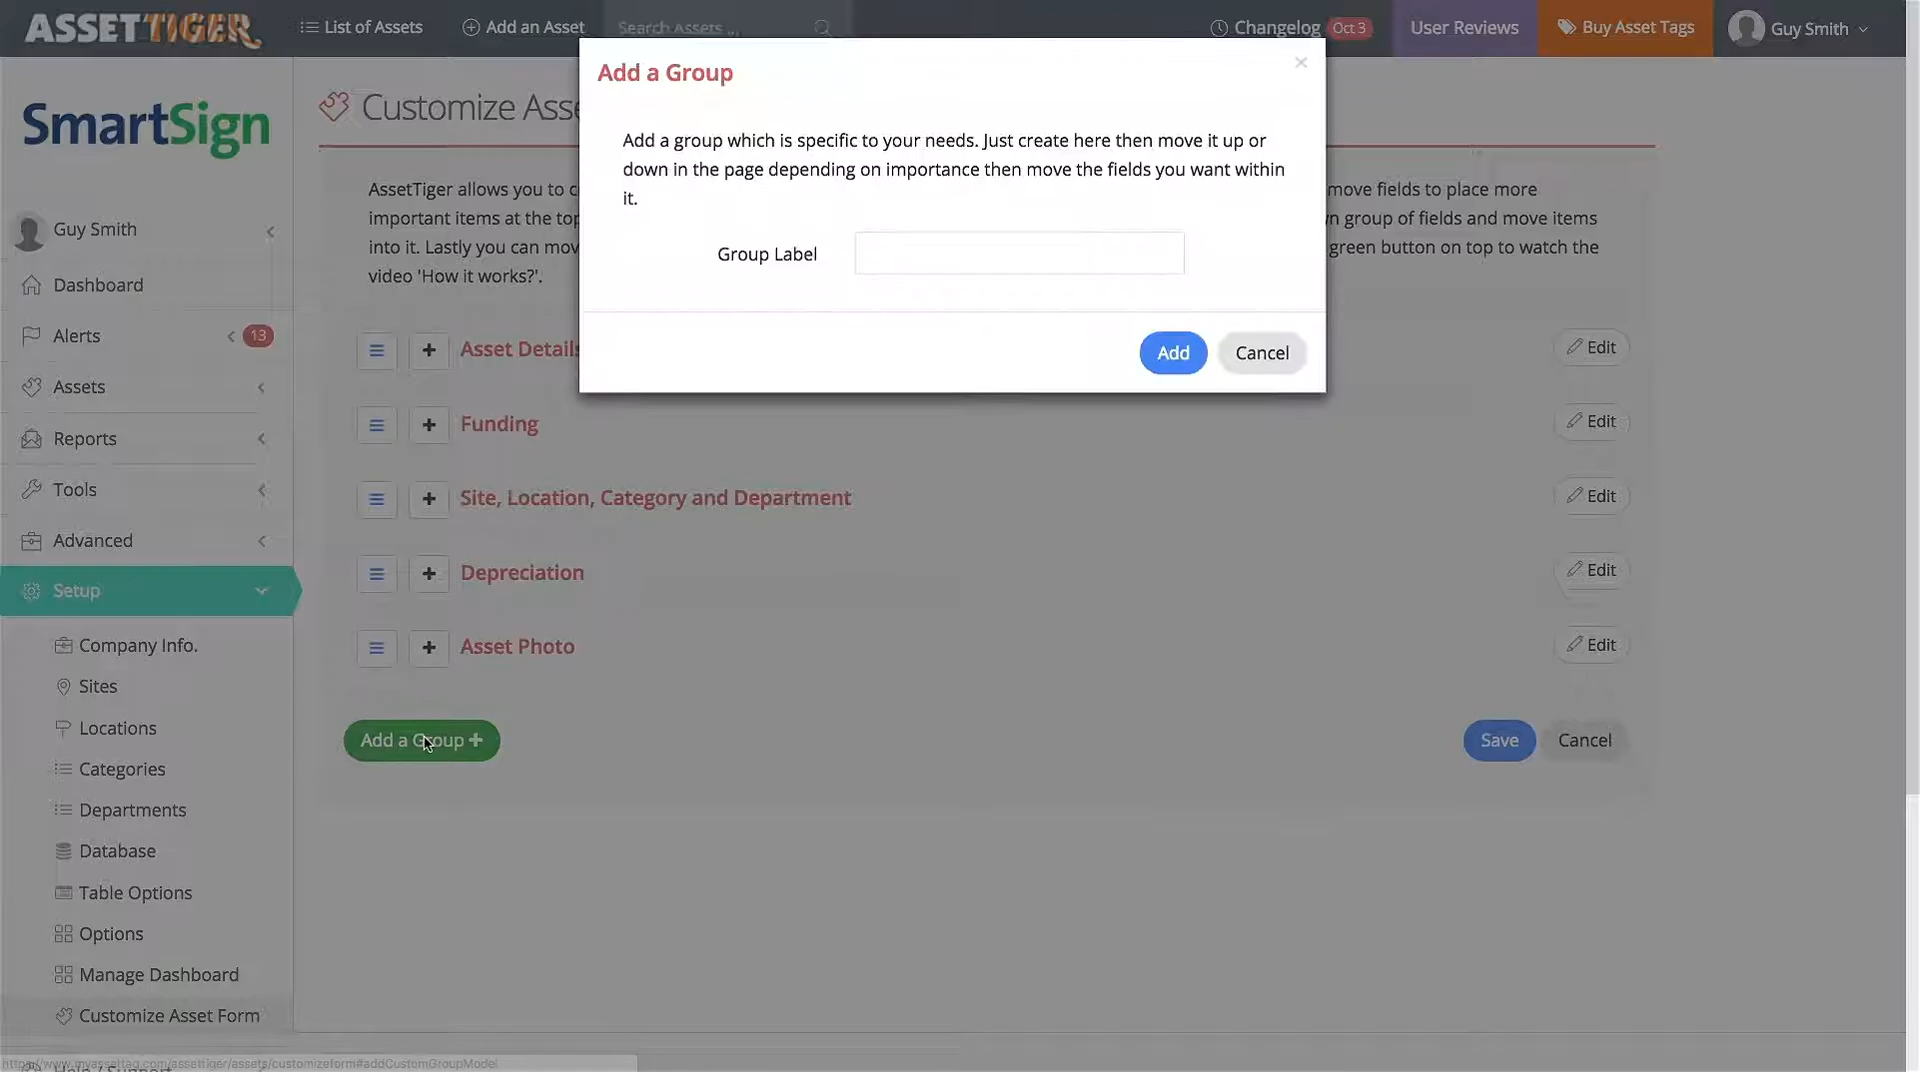 ASSETTIGER
List of Assets
Add an Asset
Search Assets ...
Changelog Oct 3
User Reviews
Buy Asset Tags
Guy Smith
SmartSign
Guy Smith
Dashboard
Alerts 13
Assets
Reports
Tools
Advanced
Setup
Company Info.
Sites
Locations
Categories
Departments
Database
Table Options
Options
Manage Dashboard
Customize Asset Form
Help / Support
Customize Asse
AssetTiger allows you to c
move fields to place more
important items at the top
n group of fields and move items
into it. Lastly you can mov
green button on top to watch the
video 'How it works?'.
Add a Group
×
Add a group which is specific to your needs. Just create here then move it up or
down in the page depending on importance then move the fields you want within
it.
Group Label
Add
Cancel
Asset Details
Edit
Funding
Edit
Site, Location, Category and Department
Edit
Depreciation
Edit
Asset Photo
Edit
Add a Group +
Save
Cancel
https://www.myassettag.com/assettiger/assets/customizeform#addCustomGroupModel